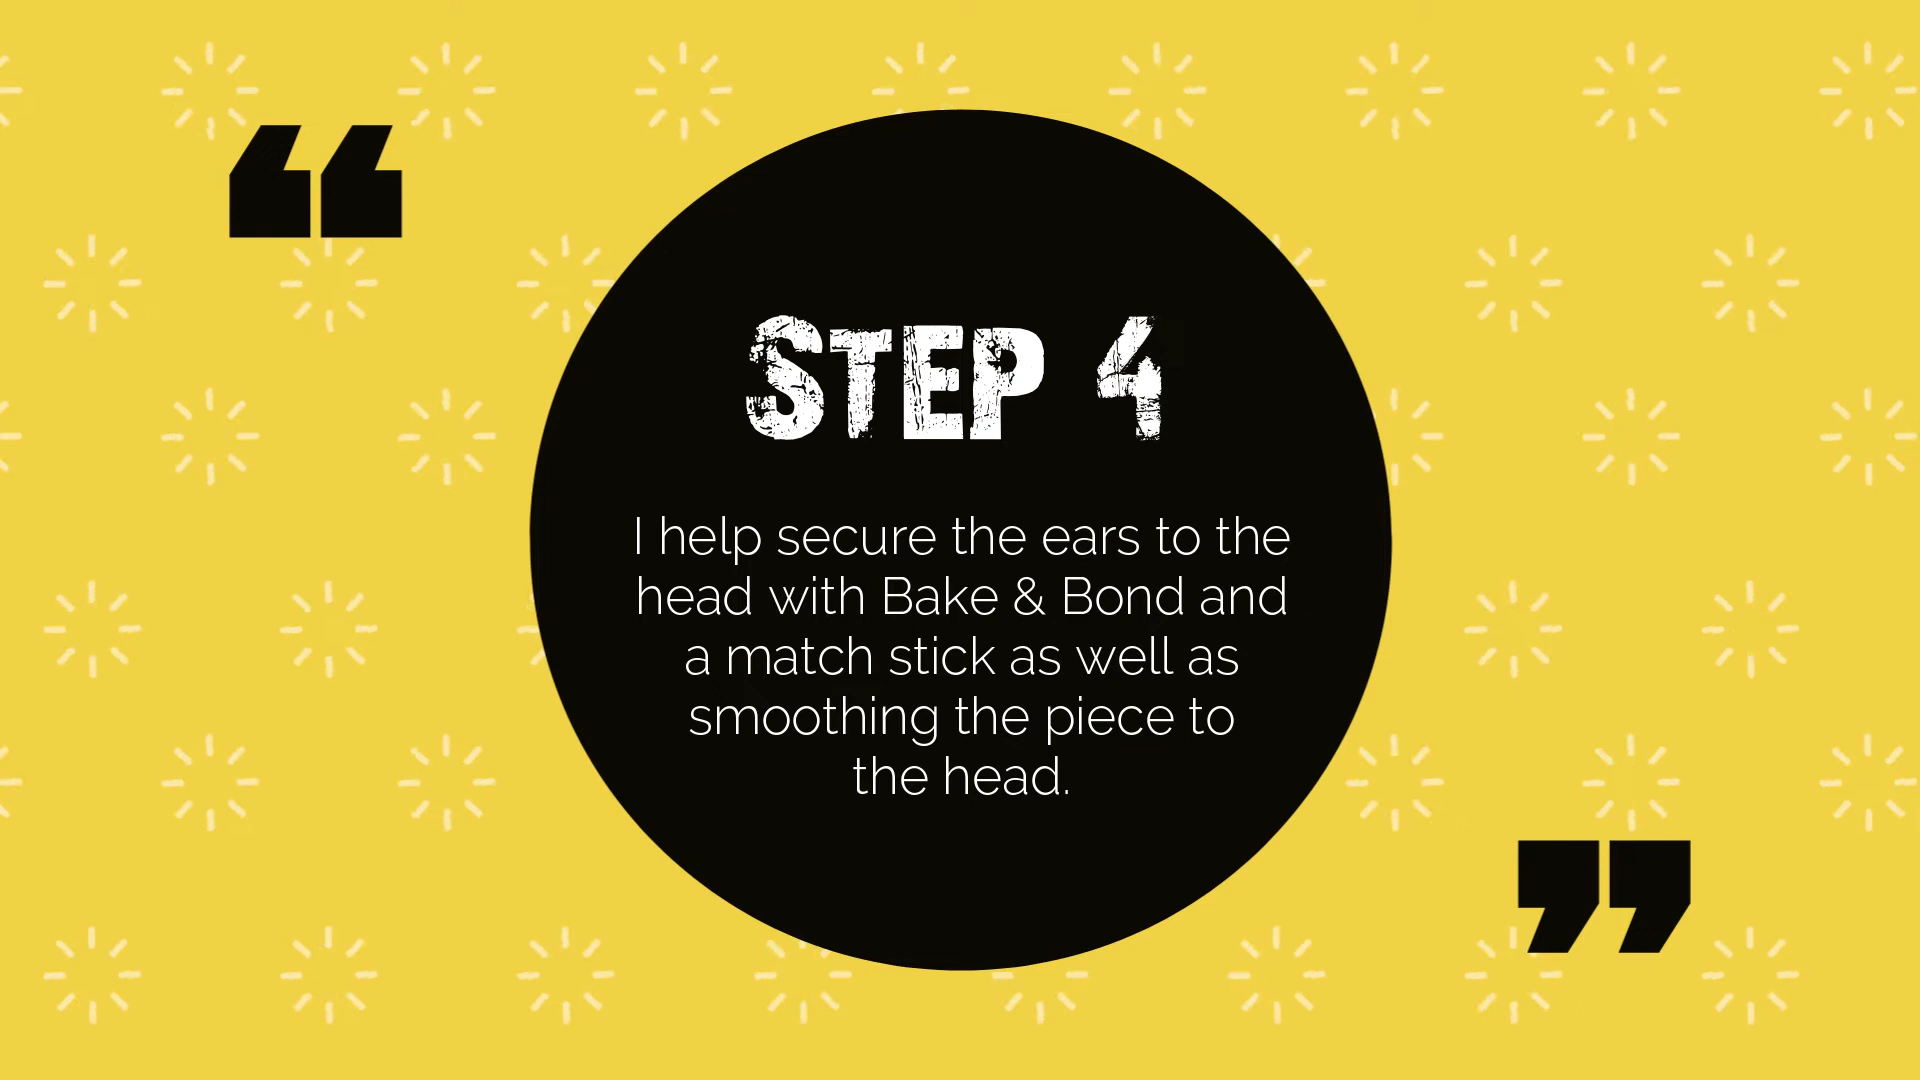 “
STEP 4
I help secure the ears to the
head with Bake & Bond and
a match stick as well as
smoothing the piece to
the head.
”